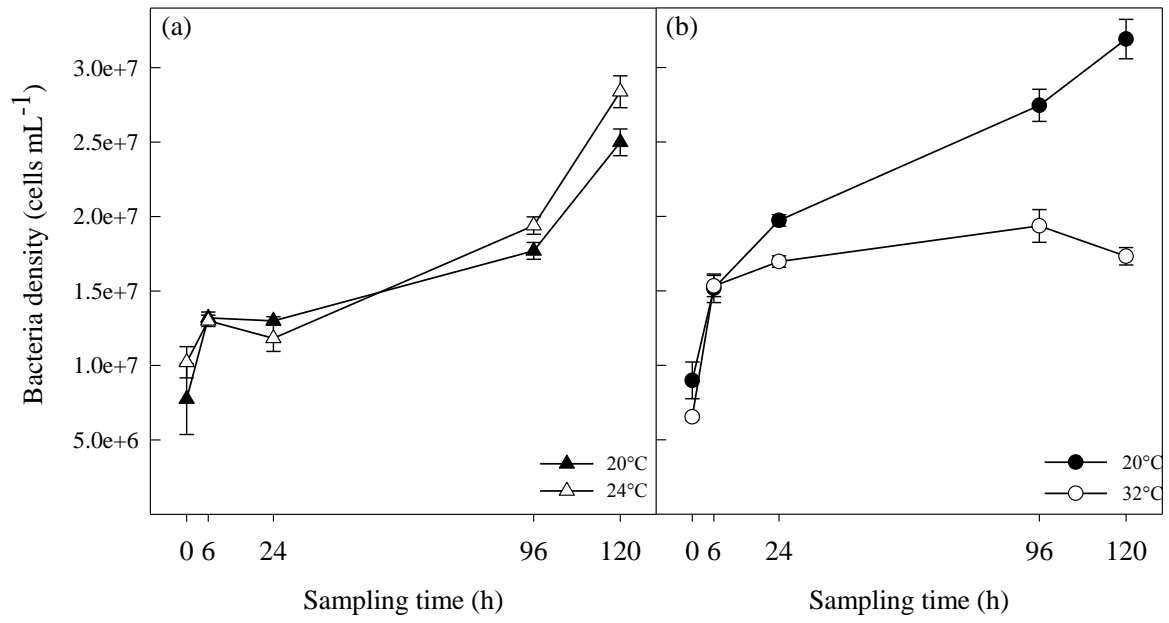 (a)
(b)
Bacteria density (cells mL-1)
3.0e+7
2.5e+7
2.0e+7
1.5e+7
1.0e+7
5.0e+6
20°C
24°C
20°C
32°C
0 6 24 96 120
0 6 24 96 120
Sampling time (h)
Sampling time (h)